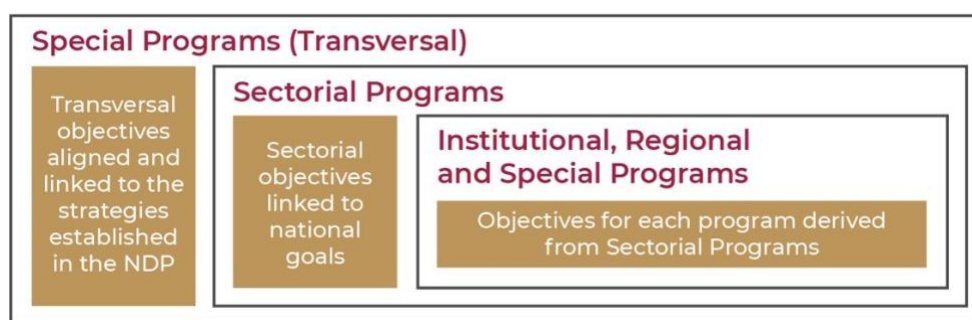 Special Programs (Transversal)
Transversal
objectives
aligned and
linked to the
strategies
established
in the NDP
Sectorial Programs
Sectorial
objectives
linked to
national
goals
Institutional, Regional
and Special Programs
Objectives for each program derived
from Sectorial Programs